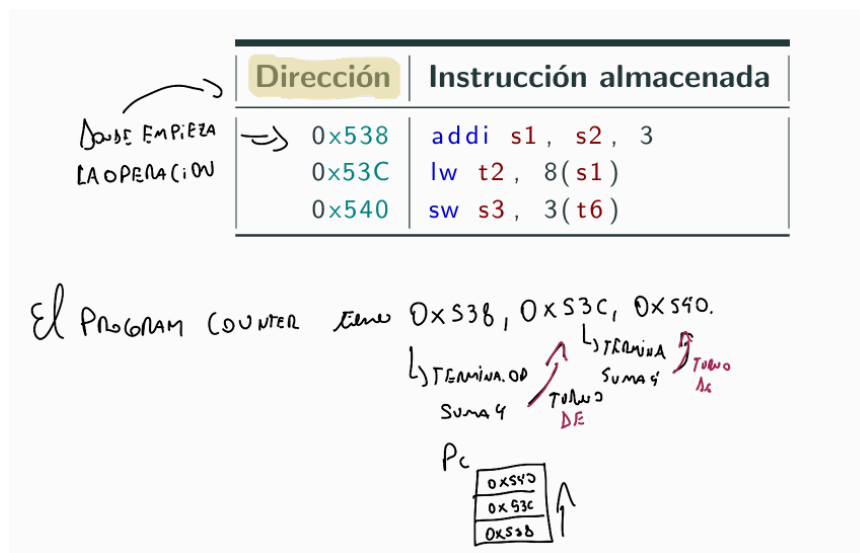 Dirección Instrucción almacenada
DONDE EMPIEZA
LA OPERACION
0x538 addi s1, s2, 3
0x53C lw t2, 8(s1)
0x540 sw s3, 3(t6)
El PROGRAM COUNTER tiene 0x538, 0x53C, 0x540.
TERMINA.OP
SUMA 4
TURNO
DE
TERMINA
SUMA 4
TURNO
DE
PC
0x540
0x53C
0x538